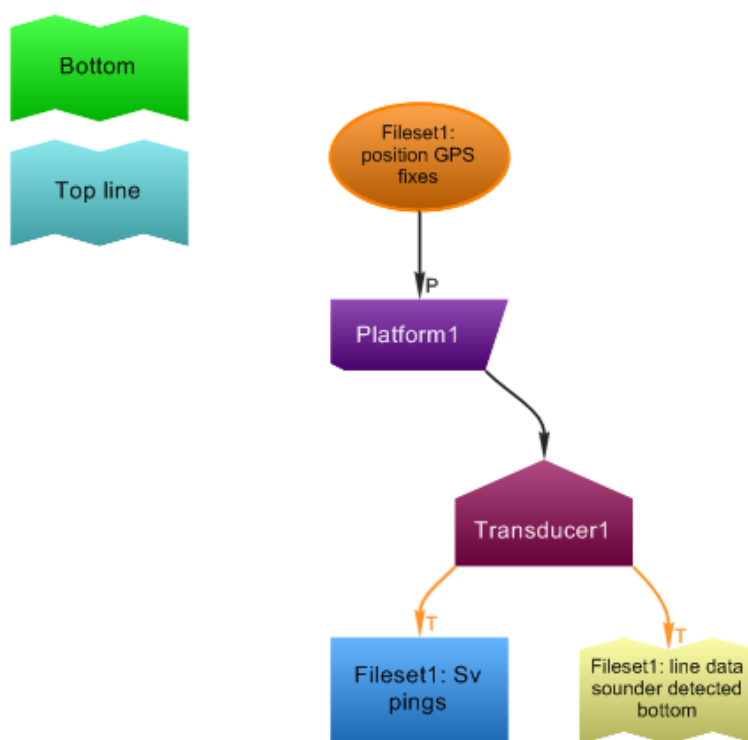 Bottom
Top line
Fileset1:
position GPS
fixes
P
Platform1
Transducer1
T
T
Fileset1: Sv
pings
Fileset1: line data
sounder detected
bottom